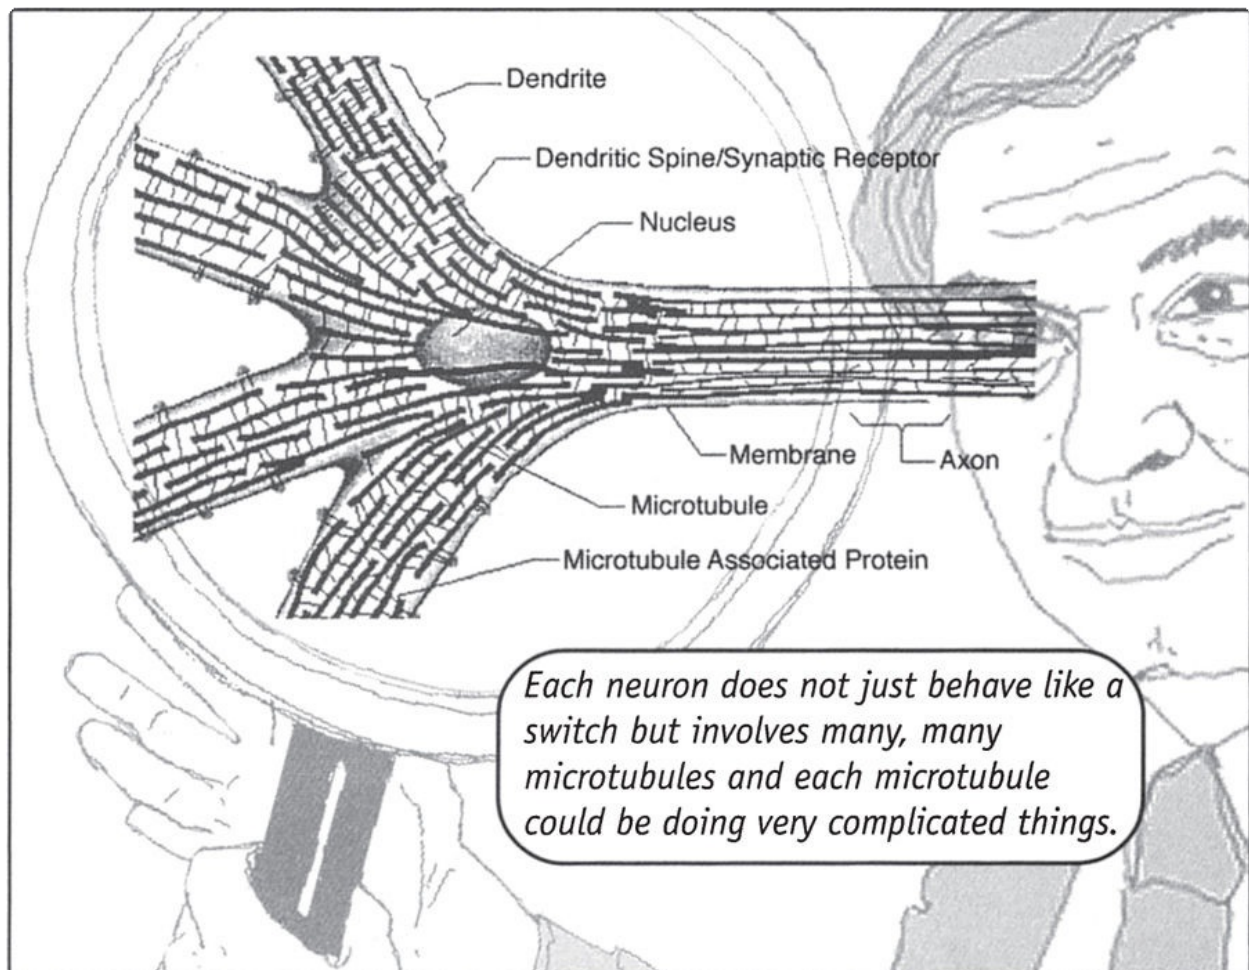 Dendrite
Dendritic Spine/Synaptic Receptor
Nucleus
Membrane
Axon
Microtubule
Microtubule Associated Protein
Each neuron does not just behave like a
switch but involves many, many
microtubules and each microtubule
could be doing very complicated things.